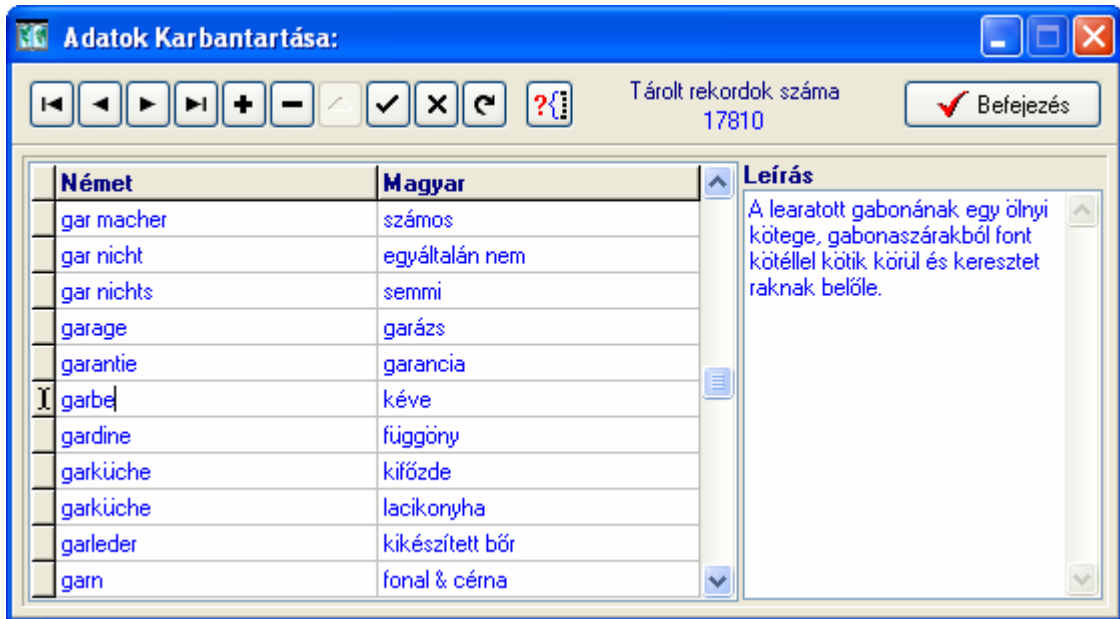 Adatok Karbantartása:
?{
Tárolt rekordok száma
17810
Befejezés
Német Magyar
gar macher számos
gar nicht egyáltalán nem
gar nichts semmi
garage garázs
garantie garancia
garbe kéve
gardine függöny
garküche kifőzde
garküche lacikonyha
garleder kikészített bőr
garn fonal & cérna
Leírás
A learatott gabonának egy ölnyi
kötege, gabonaszárakból font
kötéllel kötik körül és keresztet
raknak belőle.